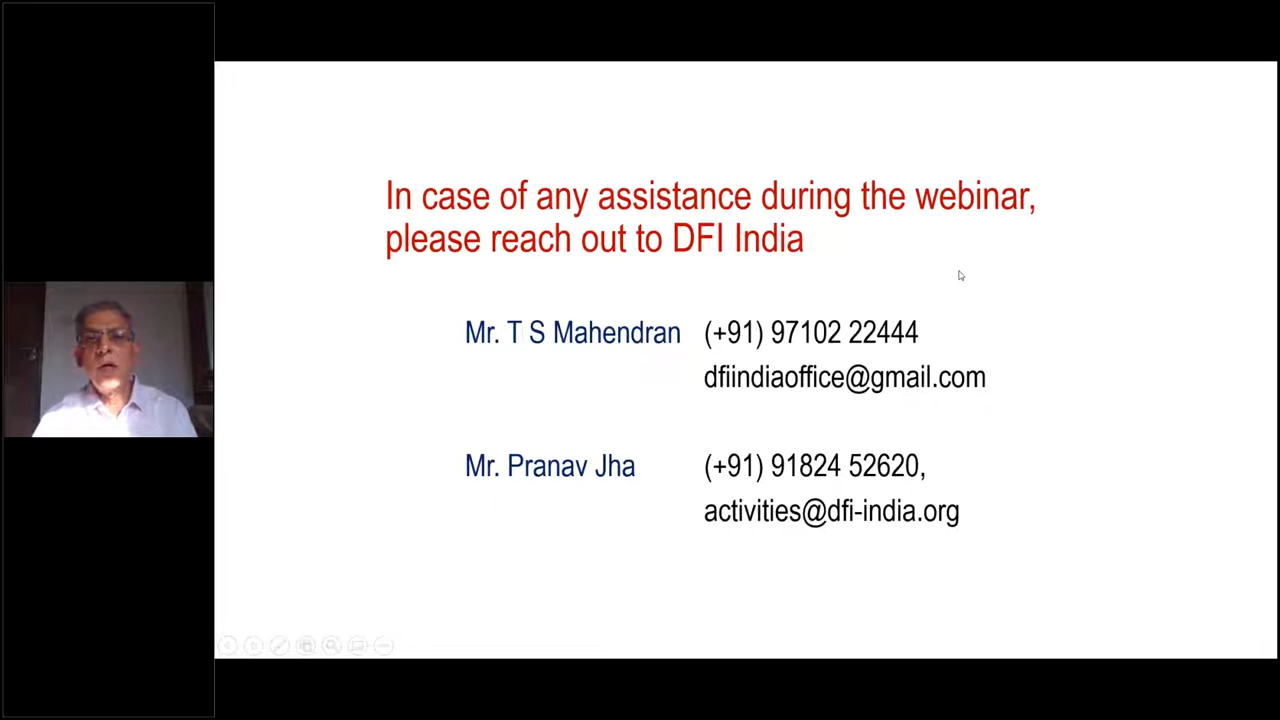 In case of any assistance during the webinar,
please reach out to DFI India
Mr. T S Mahendran (+91) 97102 22444
dfiindiaoffice@gmail.com
Mr. Pranav Jha (+91) 91824 52620,
activities@dfi-india.org